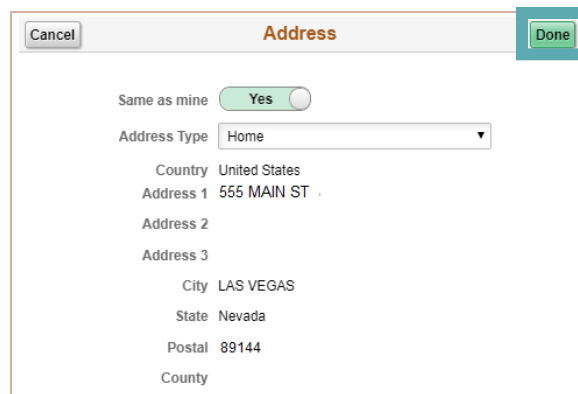 Cancel Address Done
Same as mine Yes
Address Type Home
Country United States
Address 1 555 MAIN ST
Address 2
Address 3
City LAS VEGAS
State Nevada
Postal 89144
County